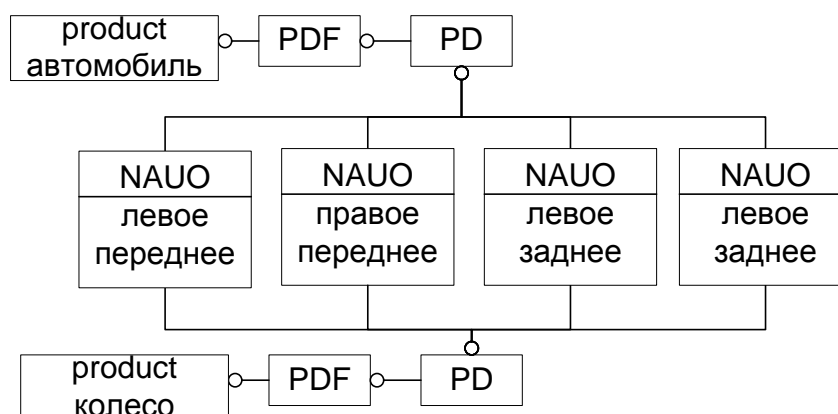 product
автомобиль
PDF
PD
NAUO
левое
переднее
NAUO
правое
переднее
NAUO
левое
заднее
NAUO
левое
заднее
product
колесо
PDF
PD